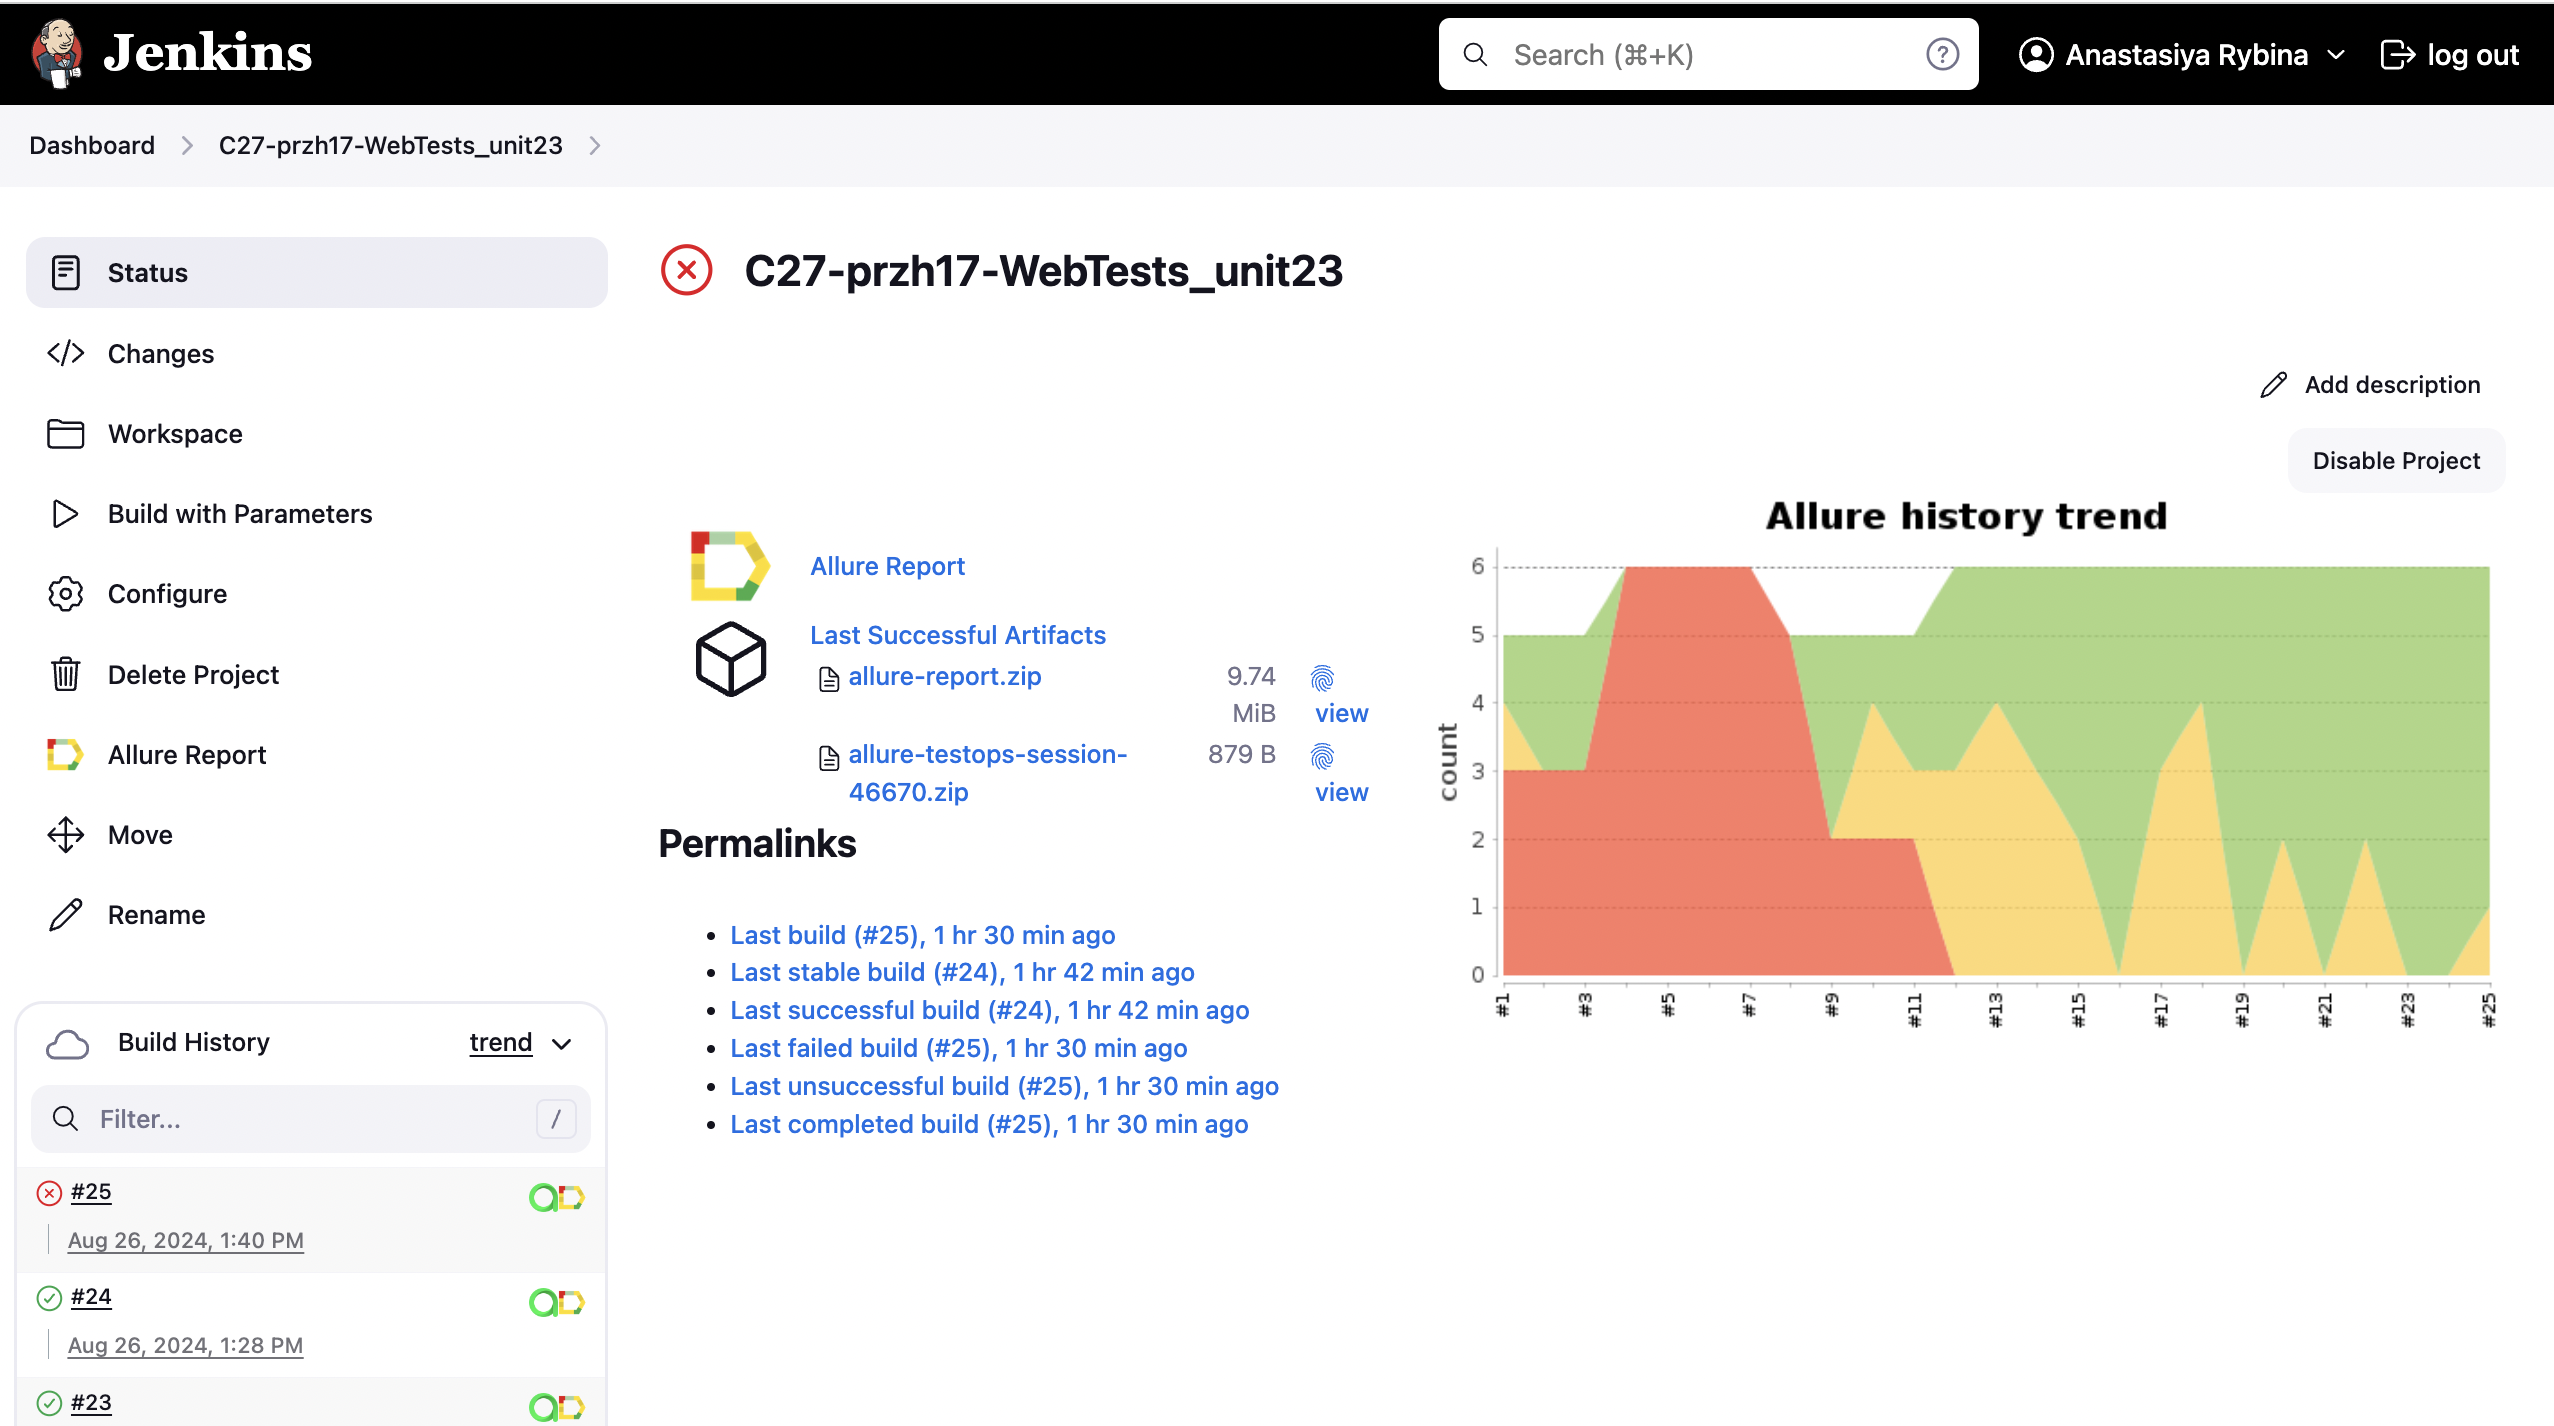 Jenkins
Search (⌘+K)
Anastasiya Rybina
log out
Dashboard
C27-przh17-WebTests_unit23
Status
Changes
Workspace
Build with Parameters
Configure
Delete Project
Allure Report
Move
Rename
Build History
trend
Filter...
/
#25
Aug 26, 2024, 1:40 PM
#24
Aug 26, 2024, 1:28 PM
#23
C27-przh17-WebTests_unit23
Add description
Disable Project
Allure Report
Last Successful Artifacts
allure-report.zip
9.74
MiB
view
allure-testops-session-
46670.zip
879 B
view
Permalinks
Last build (#25), 1 hr 30 min ago
Last stable build (#24), 1 hr 42 min ago
Last successful build (#24), 1 hr 42 min ago
Last failed build (#25), 1 hr 30 min ago
Last unsuccessful build (#25), 1 hr 30 min ago
Last completed build (#25), 1 hr 30 min ago
Allure history trend
count
6
5
4
3
2
1
0
#1
#3
#5
#7
#9
#11
#13
#15
#17
#19
#21
#23
#25